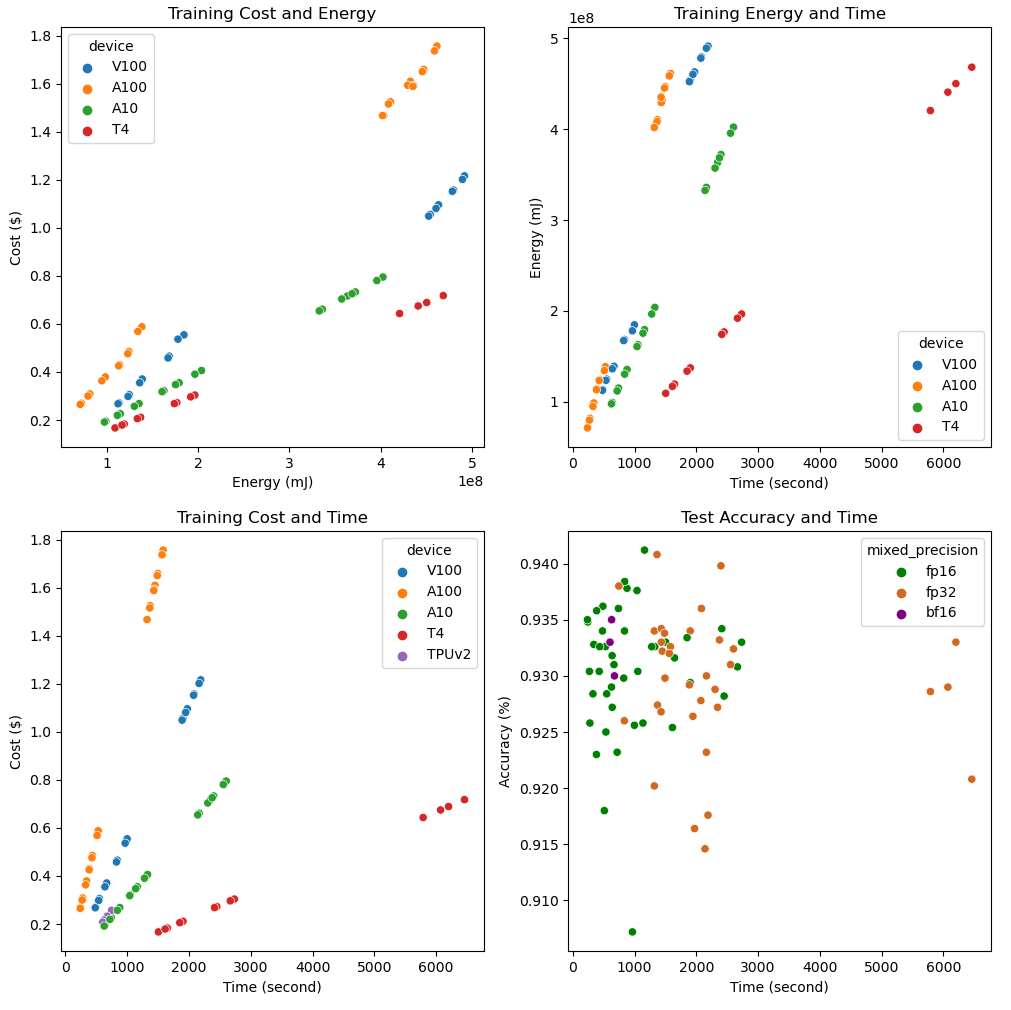 Training Cost and Energy
Cost ($)
1.8
1.6
1.4
1.2
1.0
0.8
0.6
0.4
0.2
device
V100
A100
A10
T4
1 2 3 4 5
1e8
Energy (mJ)
Training Energy and Time
1e8
Energy (mJ)
5
4
3
2
1
device
V100
A100
A10
T4
0 1000 2000 3000 4000 5000 6000
Time (second)
Training Cost and Time
Cost ($)
1.8
1.6
1.4
1.2
1.0
0.8
0.6
0.4
0.2
device
V100
A100
A10
T4
TPUv2
0 1000 2000 3000 4000 5000 6000
Time (second)
Test Accuracy and Time
Accuracy (%)
0.940
0.935
0.930
0.925
0.920
0.915
0.910
mixed_precision
fp16
fp32
bf16
0 1000 2000 3000 4000 5000 6000
Time (second)